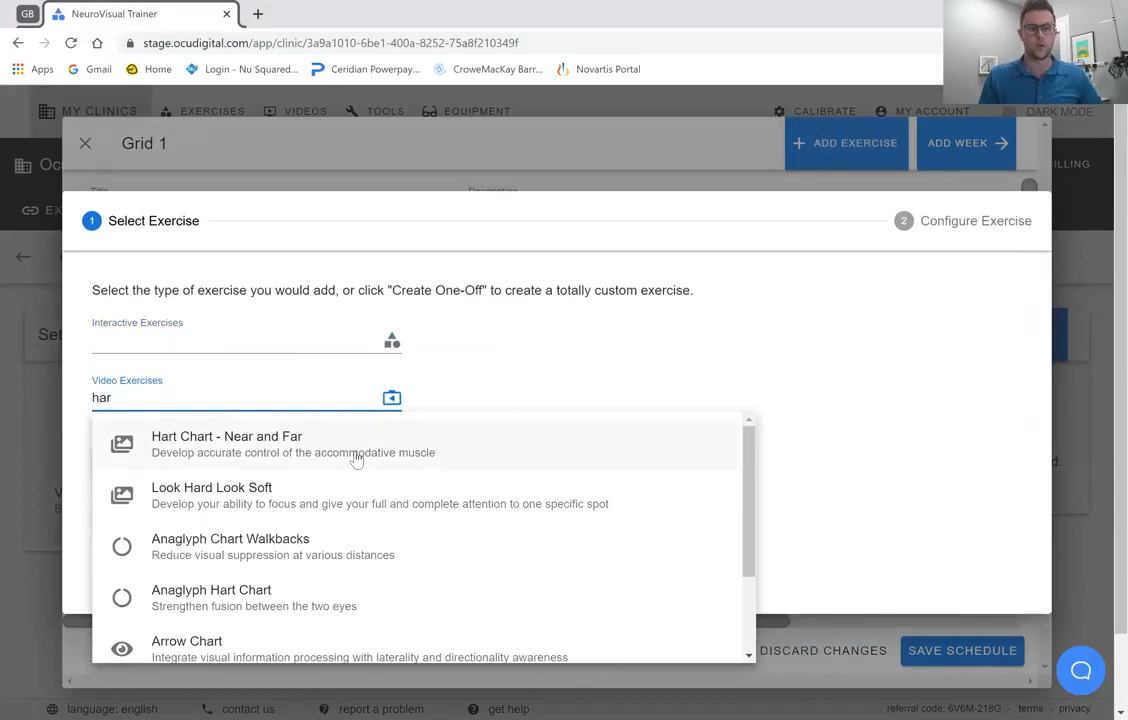 GB
NeuroVisual Trainer
stage.ocudigital.com/app/clinic/3a9a1010-6be1-400a-8252-75a8f210349f
Apps Gmail Home Login - Nu Squared... Ceridian Powerpay... CroweMacKay Barr... Novartis Portal
MY CLINICS EXERCISES VIDEOS TOOLS EQUIPMENT CALIBRATE MY ACCOUNT DARK MODE
Grid 1
ADD EXERCISE
ADD WEEK
1 Select Exercise
2 Configure Exercise
Select the type of exercise you would add, or click "Create One-Off" to create a totally custom exercise.
Interactive Exercises
Video Exercises
har
Hart Chart - Near and Far
Develop accurate control of the accommodative muscle
Look Hard Look Soft
Develop your ability to focus and give your full and complete attention to one specific spot
Anaglyph Chart Walkbacks
Reduce visual suppression at various distances
Anaglyph Hart Chart
Strengthen fusion between the two eyes
Arrow Chart
Integrate visual information processing with laterality and directionality awareness
DISCARD CHANGES
SAVE SCHEDULE
language: english contact us report a problem get help referral code: 6V6M-218G terms privacy